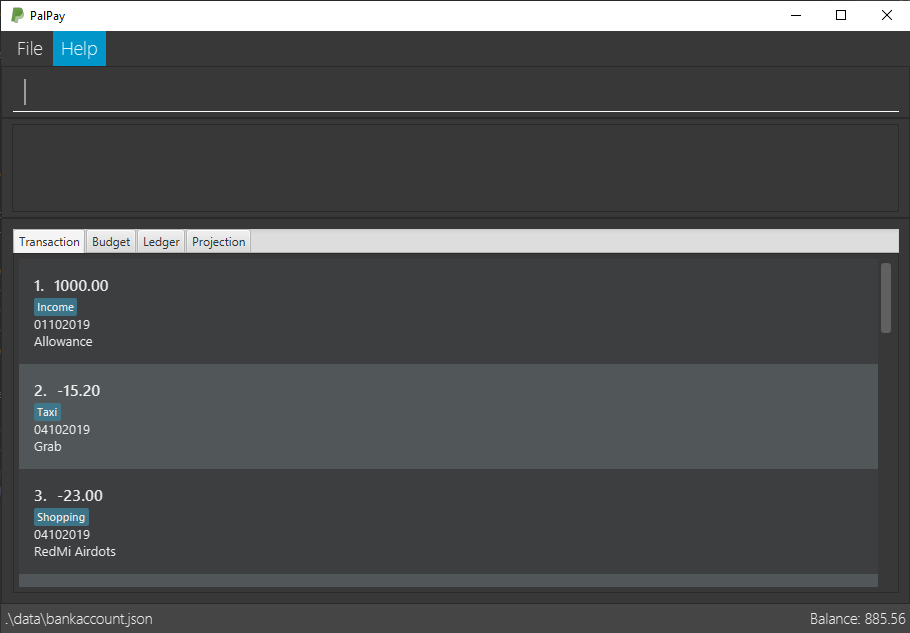 PalPay
File Help
Transaction Budget Ledger Projection
1. 1000.00
Income
01102019
Allowance
2. -15.20
Taxi
04102019
Grab
3. -23.00
Shopping
04102019
RedMi Airdots
.\data\bankaccount.json Balance: 885.56